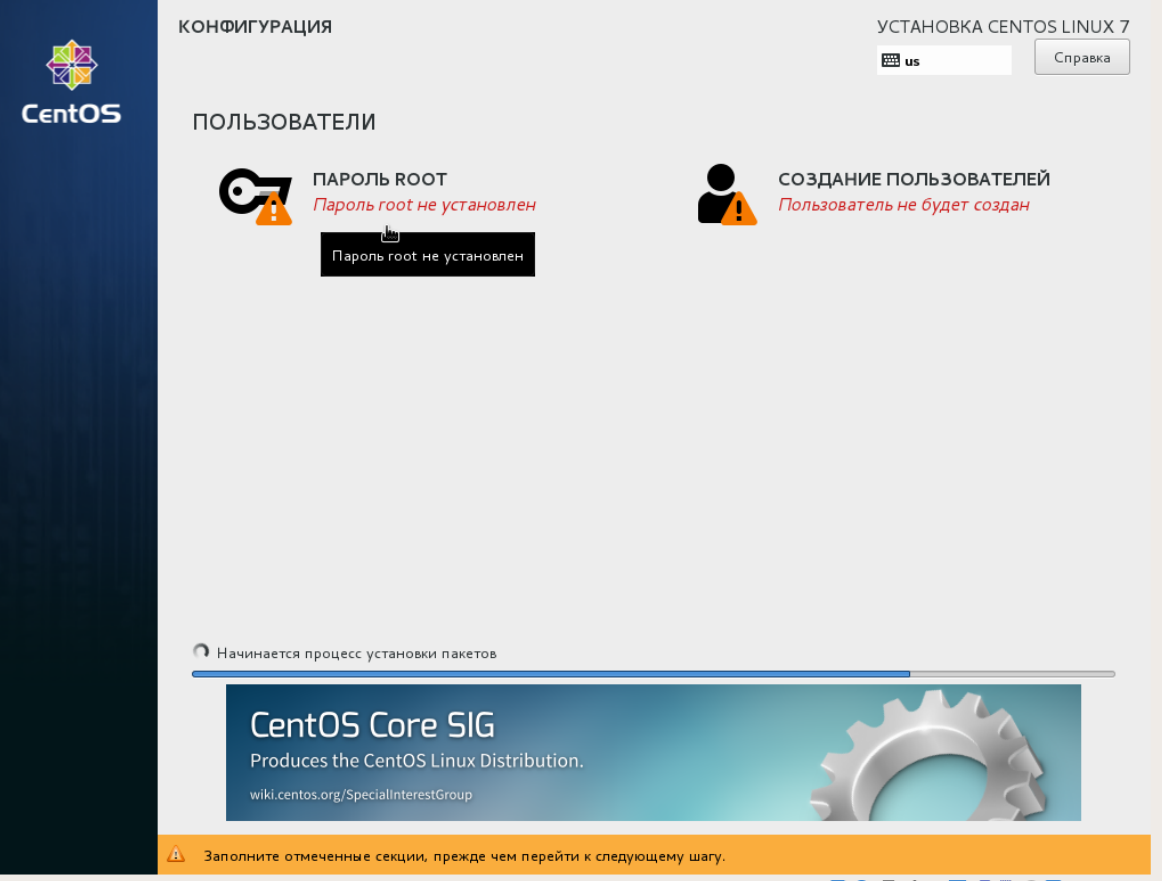 КОНФИГУРАЦИЯ
УСТАНОВКА CENTOS LINUX 7
us
Справка
CentOS
ПОЛЬЗОВАТЕЛИ
ПАРОЛЬ ROOT
Пароль root не установлен
СОЗДАНИЕ ПОЛЬЗОВАТЕЛЕЙ
Пользователь не будет создан
Пароль root не установлен
Начинается процесс установки пакетов
CentOS Core SIG
Produces the CentOS Linux Distribution.
wiki.centos.org/SpecialInterestGroup
Заполните отмеченные секции, прежде чем перейти к следующему шагу.